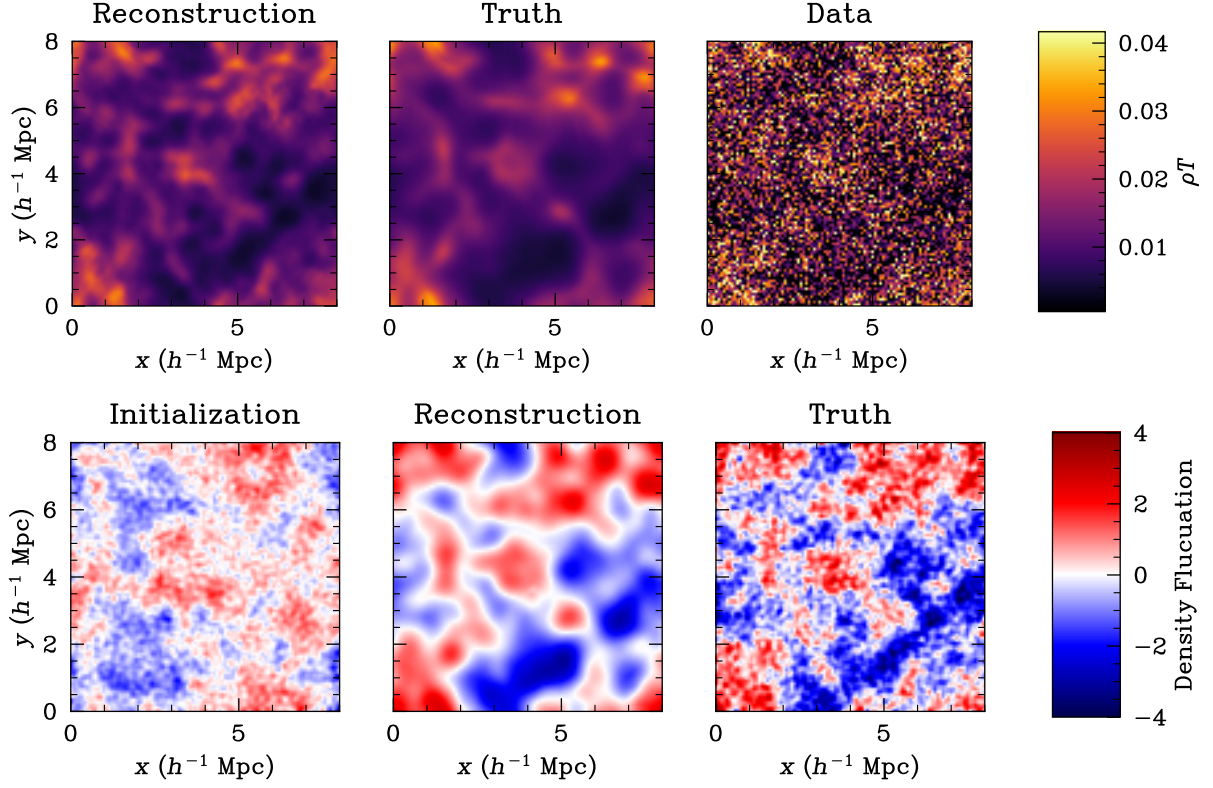 Reconstruction Truth Data
8
6
4
2
0
y (h⁻¹ Mpc)
0 5 0 5 0 5
x (h⁻¹ Mpc) x (h⁻¹ Mpc) x (h⁻¹ Mpc)
0.04
0.03
0.02
0.01
ρT
Initialization Reconstruction Truth
8
6
4
2
0
y (h⁻¹ Mpc)
0 5 0 5 0 5
x (h⁻¹ Mpc) x (h⁻¹ Mpc) x (h⁻¹ Mpc)
4
2
0
−2
−4
Density Flucuation